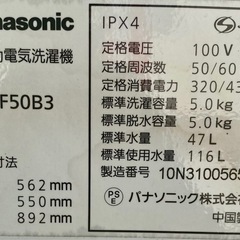 nasonic
動電気洗濯機
F50B3
寸法
562mm
550mm
892mm
IPX4
定格電圧 100V
定格周波数 50/60
定格消費電力 320/43
標準洗濯容量 5.0kg
標準脱水容量 5.0kg
標準水量 47L
標準使用水量 116L
製造番号 10N3100565
PS
E
パナソニック株式会
中国製